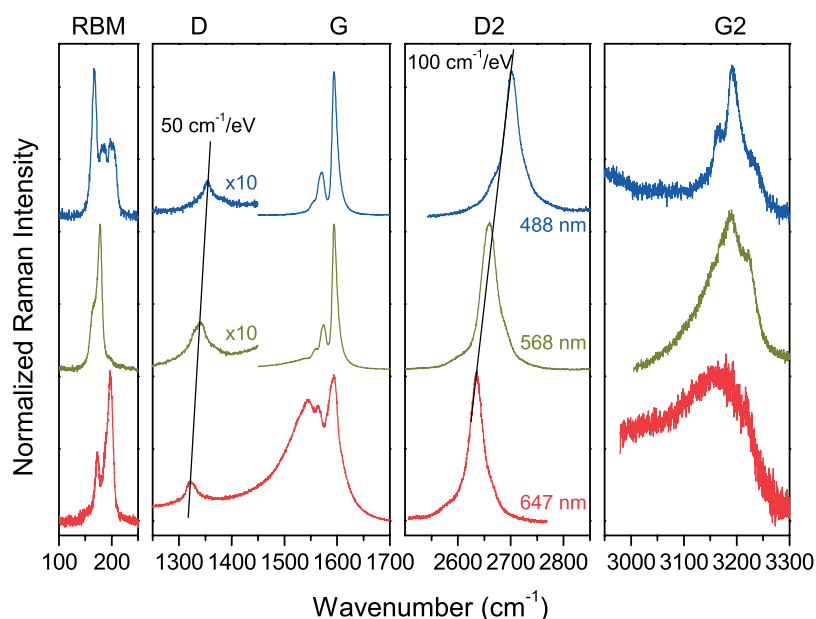 RBM D G D2 G2
Normalized Raman Intensity
50 cm⁻¹/eV
100 cm⁻¹/eV
x10
488 nm
x10
568 nm
647 nm
100 200 1300 1400 1500 1600 1700 2600 2700 2800 3000 3100 3200 3300
Wavenumber (cm⁻¹)